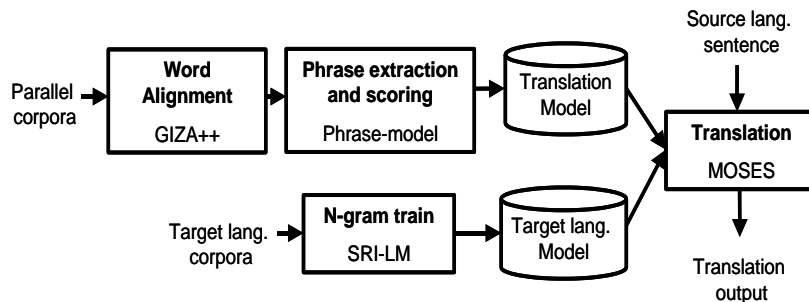 Parallel
corpora
Word
Alignment
GIZA++
Phrase extraction
and scoring
Phrase-model
Translation
Model
Source lang.
sentence
Translation
MOSES
Target lang.
corpora
N-gram train
SRI-LM
Target lang.
Model
Translation
output